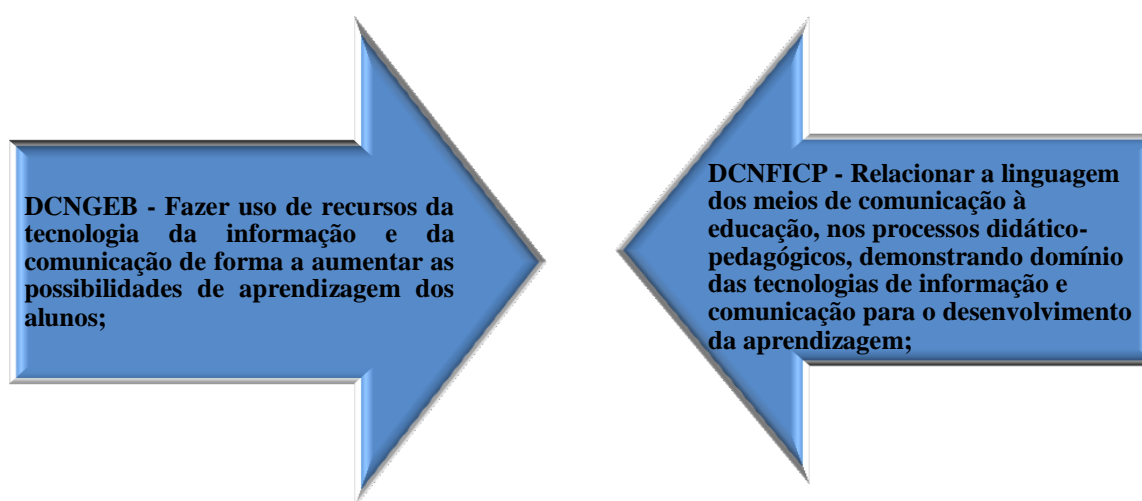 DCNGEB - Fazer uso de recursos da
tecnologia da informação e da
comunicação de forma a aumentar as
possibilidades de aprendizagem dos
alunos;
DCNFICP - Relacionar a linguagem
dos meios de comunicação à
educação, nos processos didático-
pedagógicos, demonstrando domínio
das tecnologias de informação e
comunicação para o desenvolvimento
da aprendizagem;